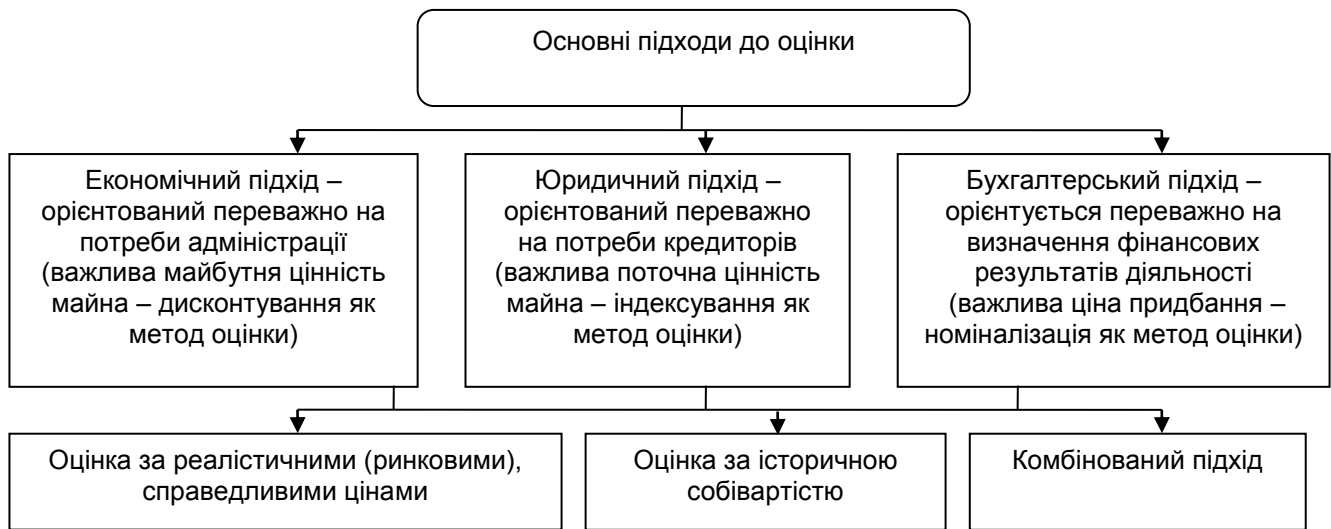 Основні підходи до оцінки
Економічний підхід –
орієнтований переважно на
потреби адміністрації
(важлива майбутня цінність
майна – дисконтування як
метод оцінки)
Юридичний підхід –
орієнтований переважно
на потреби кредиторів
(важлива поточна цінність
майна – індексування як
метод оцінки)
Бухгалтерський підхід –
орієнтується переважно на
визначення фінансових
результатів діяльності
(важлива ціна придбання –
номіналізація як метод оцінки)
Оцінка за реалістичними (ринковими),
справедливими цінами
Оцінка за історичною
собівартістю
Комбінований підхід